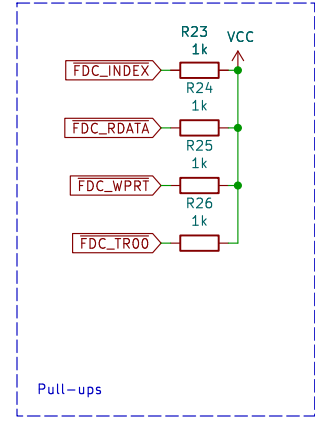 R23
1k
VCC
FDC_INDEX
R24
1k
FDC_RDATA
R25
1k
FDC_WPRT
R26
1k
FDC_TR00
Pull-ups